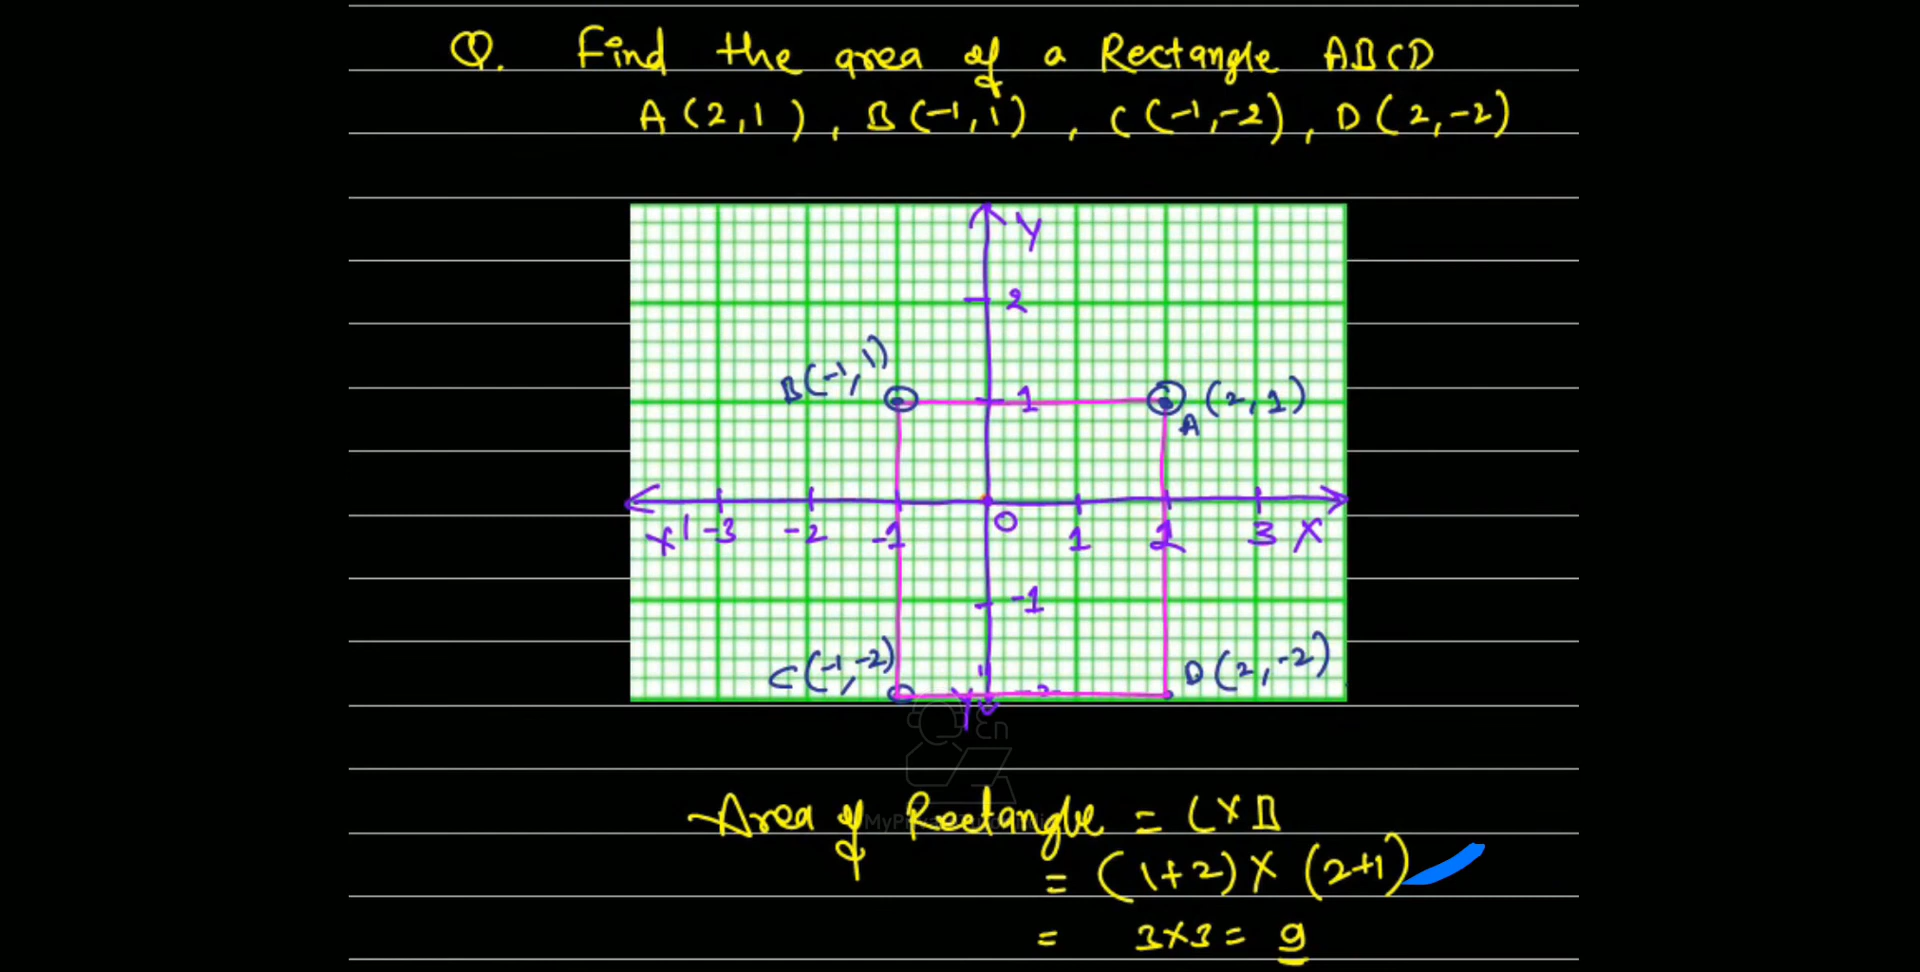 Q. Find the area of a Rectangle ABCD
A (2,1) , B (-1,1) , C (-1,-2) , D (2,-2)
Y
2
B(-1,1)
1
A (2,1)
X' -3 -2 -1 O 1 2 3 X
-1
C(-1,-2)
D(2,-2)
Y' -2
Area of Rectangle = L×B
= (1+2) × (2+1)
= 3×3 = 9